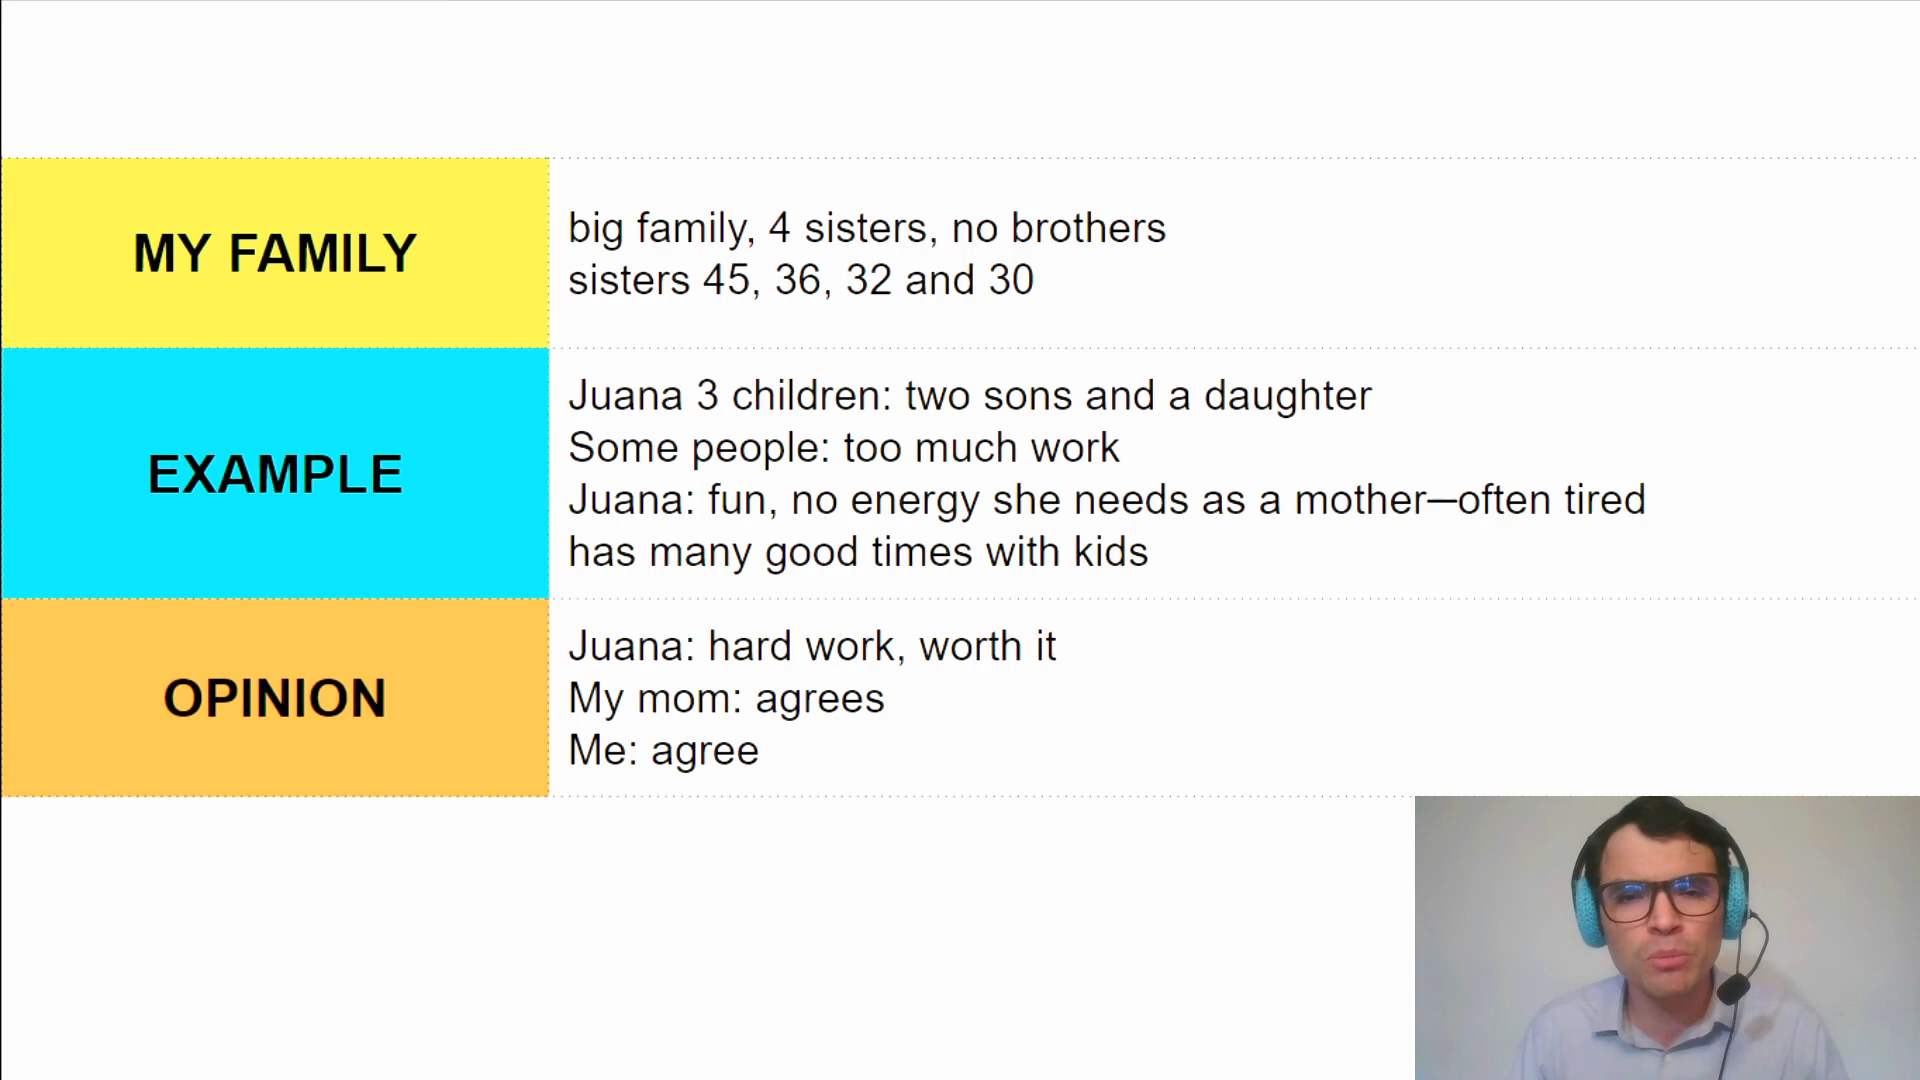 MY FAMILY
big family, 4 sisters, no brothers
sisters 45, 36, 32 and 30
EXAMPLE
Juana 3 children: two sons and a daughter
Some people: too much work
Juana: fun, no energy she needs as a mother—often tired
has many good times with kids
OPINION
Juana: hard work, worth it
My mom: agrees
Me: agree